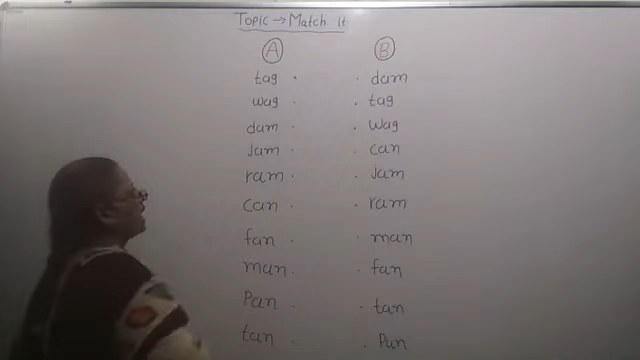 Topic → Match It
A B
tag · · dam
wag · · tag
dam · · Wag
Jam · · can
ram · · Jam
can · · ram
fan · · man
man · · fan
Pan · · tan
tan · · Pan